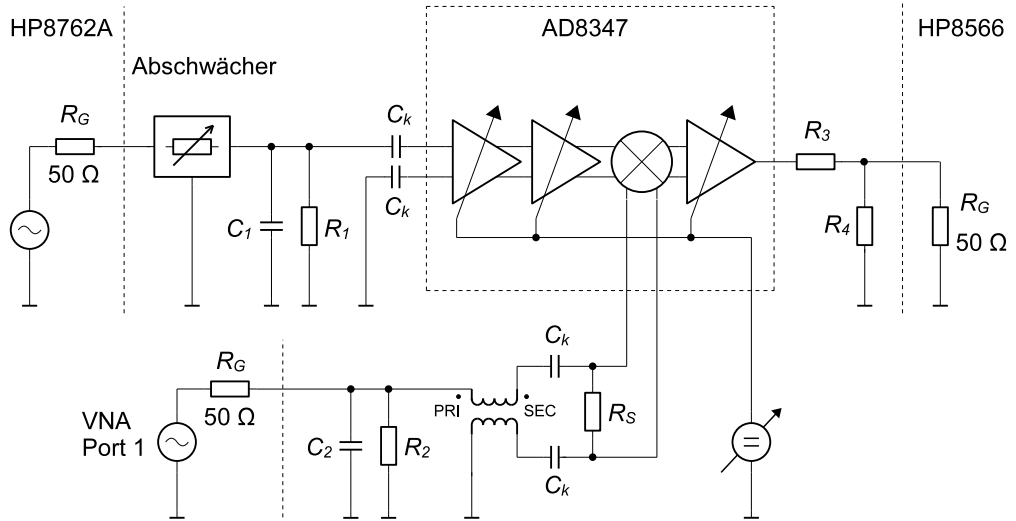 HP8762A
AD8347
HP8566
Abschwächer
R_G
50 Ω
C_k
C_k
C_1
R_1
R_3
R_4
R_G
50 Ω
R_G
50 Ω
VNA
Port 1
C_2
R_2
PRI
SEC
C_k
C_k
R_S